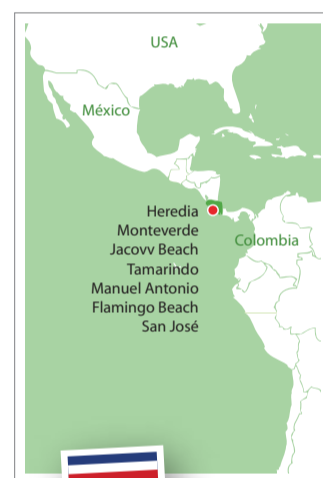 USA
México
Heredia
Monteverde
Jacovv Beach
Colombia
Tamarindo
Manuel Antonio
Flamingo Beach
San José